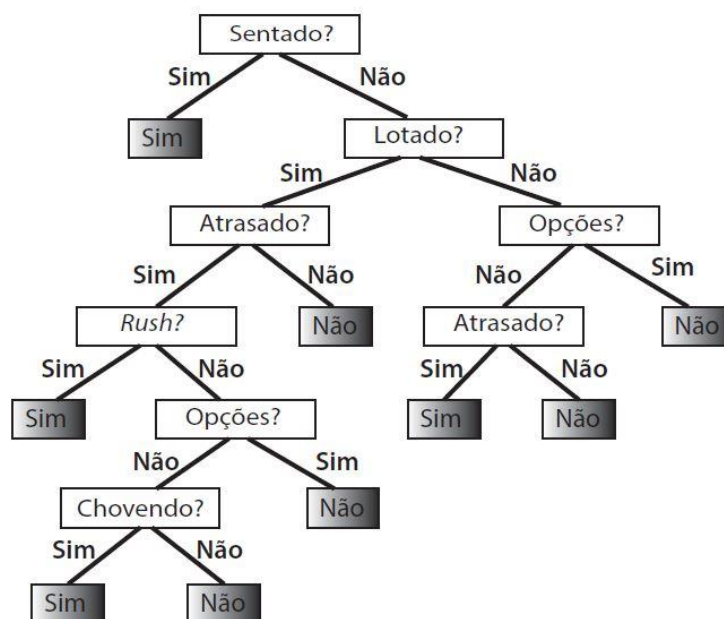 Sentado?
Sim Não
Sim
Lotado?
Sim Não
Atrasado?
Opções?
Sim Não
Não Sim
Rush?
Não
Atrasado?
Não
Sim Não
Sim Não
Sim
Opções?
Sim
Não
Não Sim
Chovendo?
Não
Sim Não
Sim
Não